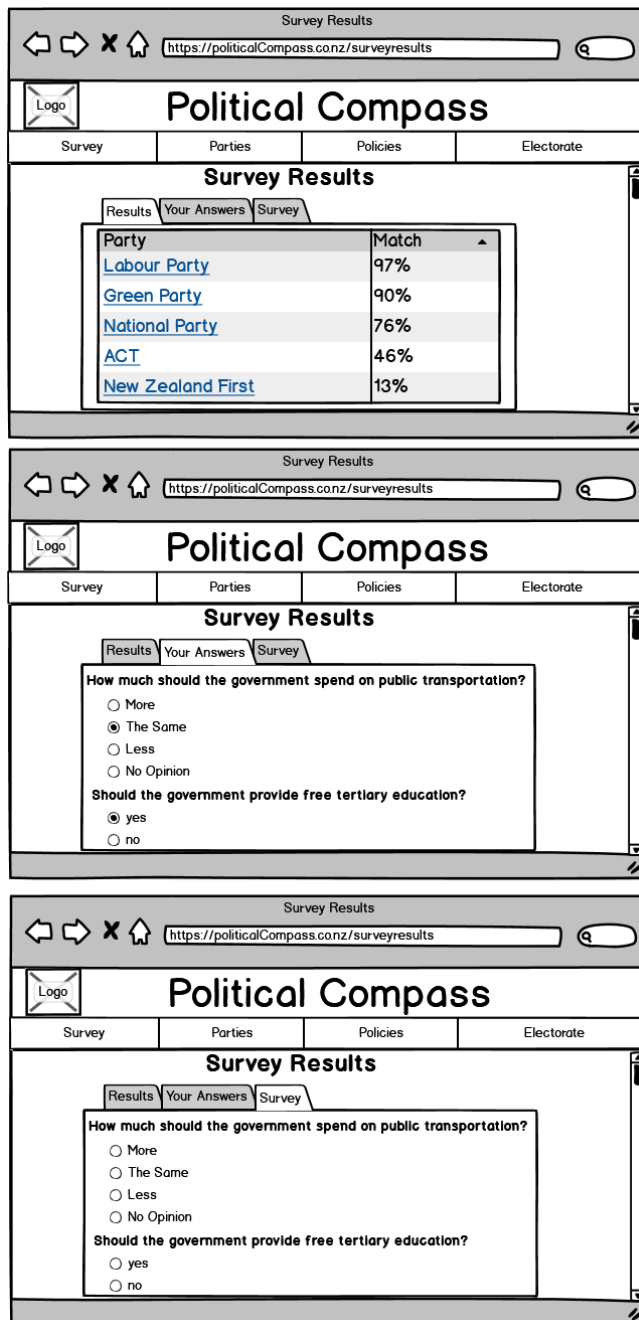 Survey Results
https://politicalCompass.co.nz/surveyresults
Logo
Political Compass
Survey Parties Policies Electorate
Survey Results
Results Your Answers Survey
Party Match
Labour Party 97%
Green Party 90%
National Party 76%
ACT 46%
New Zealand First 13%
Survey Results
https://politicalCompass.co.nz/surveyresults
Logo
Political Compass
Survey Parties Policies Electorate
Survey Results
Results Your Answers Survey
How much should the government spend on public transportation?
More
The Same
Less
No Opinion
Should the government provide free tertiary education?
yes
no
Survey Results
https://politicalCompass.co.nz/surveyresults
Logo
Political Compass
Survey Parties Policies Electorate
Survey Results
Results Your Answers Survey
How much should the government spend on public transportation?
More
The Same
Less
No Opinion
Should the government provide free tertiary education?
yes
no